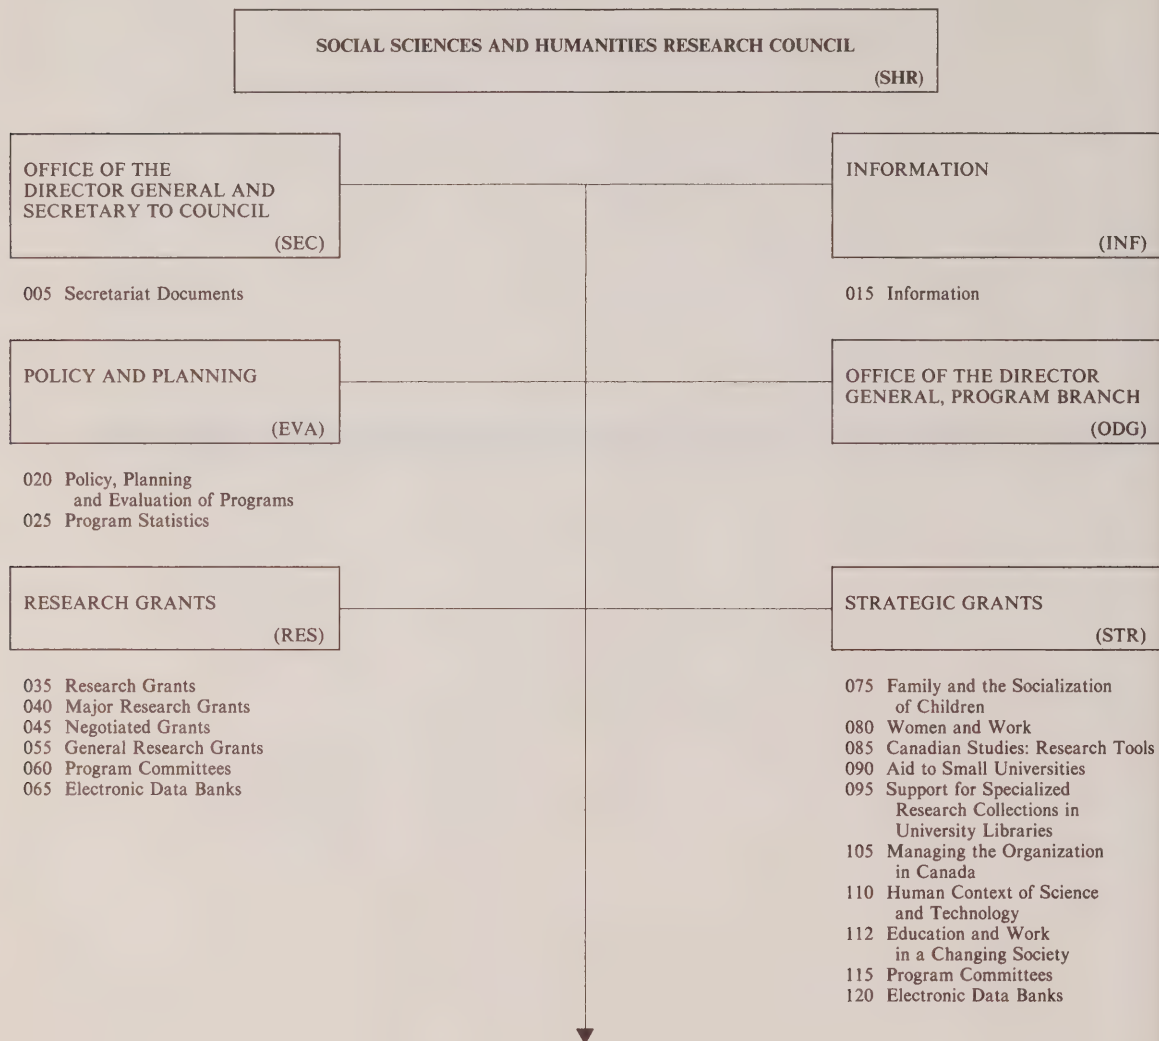 SOCIAL SCIENCES AND HUMANITIES RESEARCH COUNCIL
(SHR)
OFFICE OF THE
DIRECTOR GENERAL AND
SECRETARY TO COUNCIL
(SEC)
005 Secretariat Documents
INFORMATION
(INF)
015 Information
POLICY AND PLANNING
(EVA)
020 Policy, Planning
and Evaluation of Programs
025 Program Statistics
OFFICE OF THE DIRECTOR
GENERAL, PROGRAM BRANCH
(ODG)
RESEARCH GRANTS
(RES)
035 Research Grants
040 Major Research Grants
045 Negotiated Grants
055 General Research Grants
060 Program Committees
065 Electronic Data Banks
STRATEGIC GRANTS
(STR)
075 Family and the Socialization
of Children
080 Women and Work
085 Canadian Studies: Research Tools
090 Aid to Small Universities
095 Support for Specialized
Research Collections in
University Libraries
105 Managing the Organization
in Canada
110 Human Context of Science
and Technology
112 Education and Work
in a Changing Society
115 Program Committees
120 Electronic Data Banks